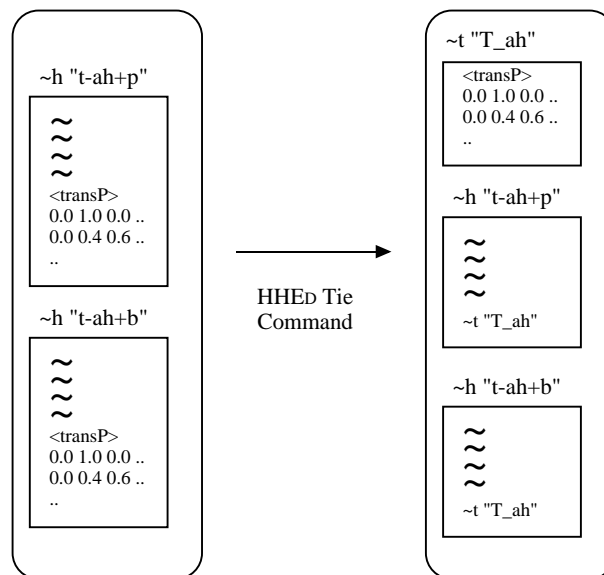 ~h "t-ah+p"
~
~
~
~
<transP>
0.0 1.0 0.0 ..
0.0 0.4 0.6 ..
..
~h "t-ah+b"
~
~
~
~
<transP>
0.0 1.0 0.0 ..
0.0 0.4 0.6 ..
..
HHED Tie
Command
~t "T_ah"
<transP>
0.0 1.0 0.0 ..
0.0 0.4 0.6 ..
..
~h "t-ah+p"
~
~
~
~
~t "T_ah"
~h "t-ah+b"
~
~
~
~
~t "T_ah"